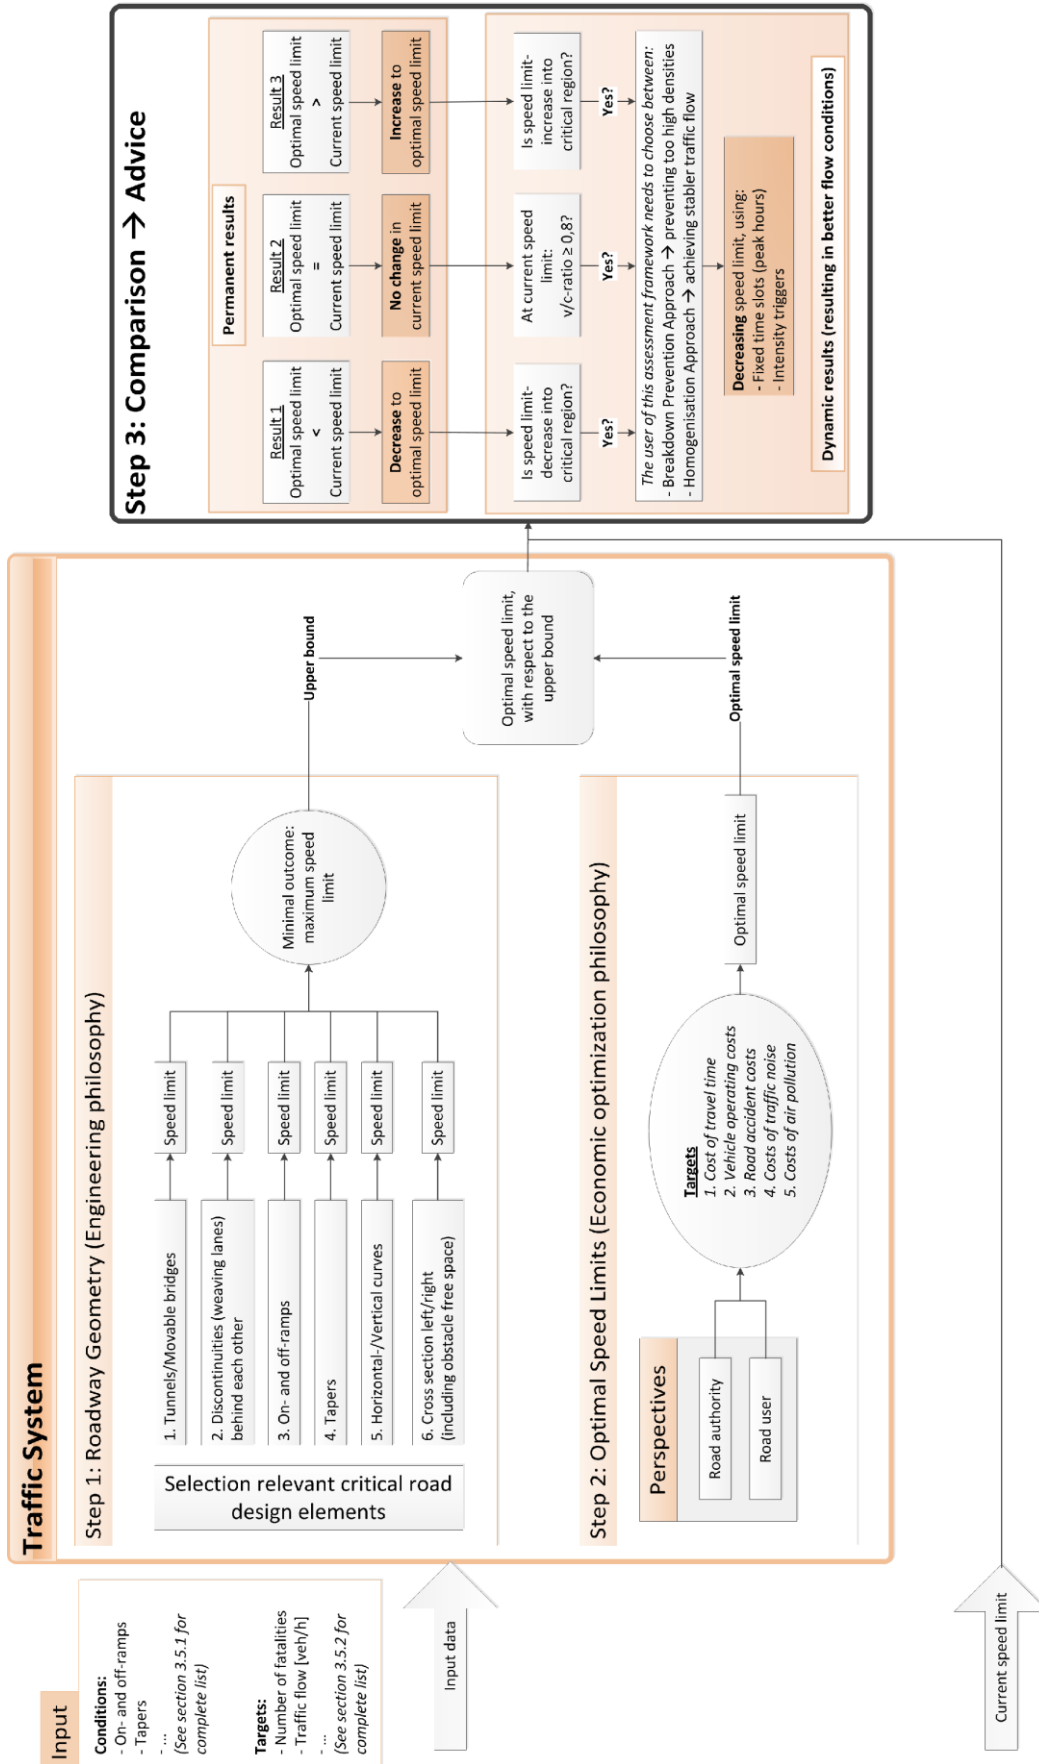 Input
Conditions:
- On- and off-ramps
- Tapers
- ...
(See section 3.5.1 for
complete list)
Targets:
- Number of fatalities
- Traffic flow [veh/h]
- ...
(See section 3.5.2 for
complete list)
Input data
Current speed limit
Traffic System
Step 1: Roadway Geometry (Engineering philosophy)
Selection relevant critical road
design elements
1. Tunnels/Movable bridges
Speed limit
2. Discontinuities (weaving lanes)
behind each other
Speed limit
3. On- and off-ramps
Speed limit
4. Tapers
Speed limit
5. Horizontal-/Vertical curves
Speed limit
6. Cross section left/right
(including obstacle free space)
Speed limit
Minimal outcome:
maximum speed
limit
Upper bound
Step 2: Optimal Speed Limits (Economic optimization philosophy)
Perspectives
Road authority
Road user
Targets
1. Cost of travel time
2. Vehicle operating costs
3. Road accident costs
4. Costs of traffic noise
5. Costs of air pollution
Optimal speed limit
Optimal speed limit
Optimal speed limit,
with respect to the
upper bound
Step 3: Comparison → Advice
Permanent results
Result 1
Optimal speed limit
<
Current speed limit
Decrease to
optimal speed limit
Result 2
Optimal speed limit
=
Current speed limit
No change in
current speed limit
Result 3
Optimal speed limit
>
Current speed limit
Increase to
optimal speed limit
Is speed limit-
decrease into
critical region?
Yes?
At current speed
limit:
v/c-ratio ≥ 0,8?
Yes?
Is speed limit-
increase into
critical region?
Yes?
The user of this assessment framework needs to choose between:
- Breakdown Prevention Approach → preventing too high densities
- Homogenisation Approach → achieving stabler traffic flow
Decreasing speed limit, using:
- Fixed time slots (peak hours)
- Intensity triggers
Dynamic results (resulting in better flow conditions)